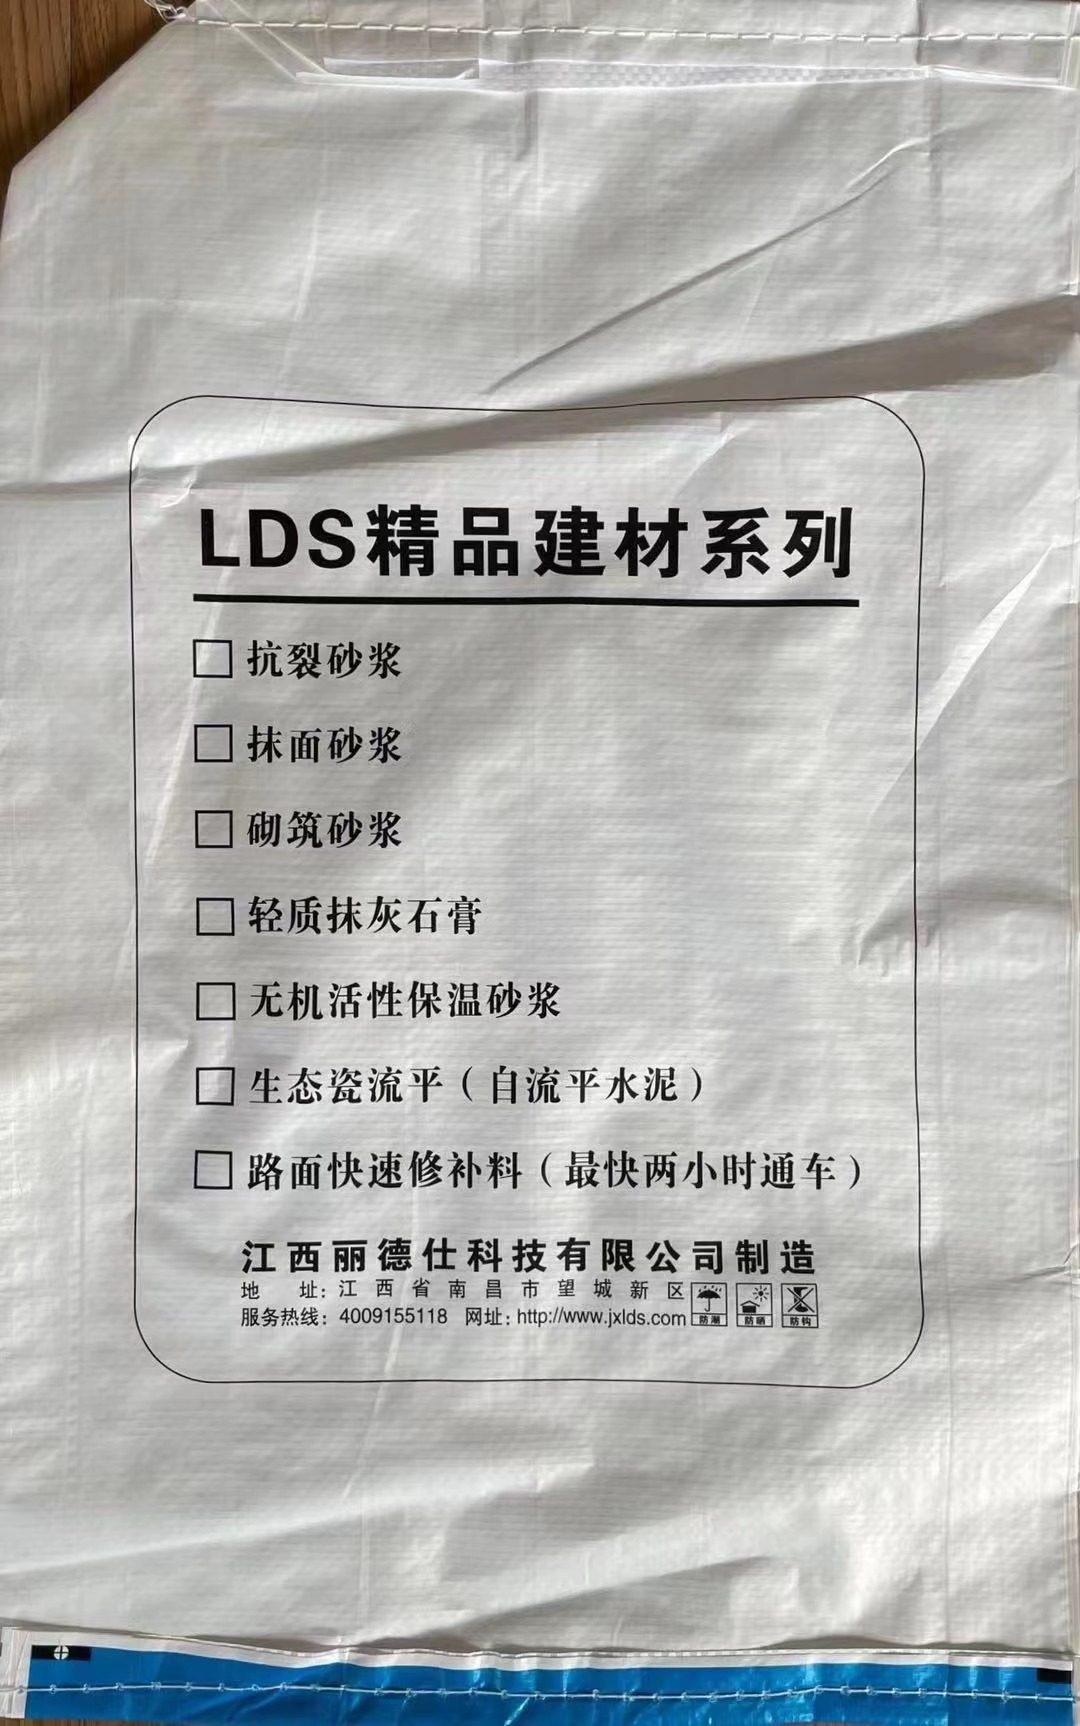 LDS精品建材系列
抗裂砂浆
抹面砂浆
砌筑砂浆
轻质抹灰石膏
无机活性保温砂浆
生态瓷流平（自流平水泥）
路面快速修补料（最快两小时通车）
江西丽德仕科技有限公司制造
地 址：江西省南昌市望城新区
服务热线：4009155118 网址：http://www.jxlds.com
防潮 防晒 防钩